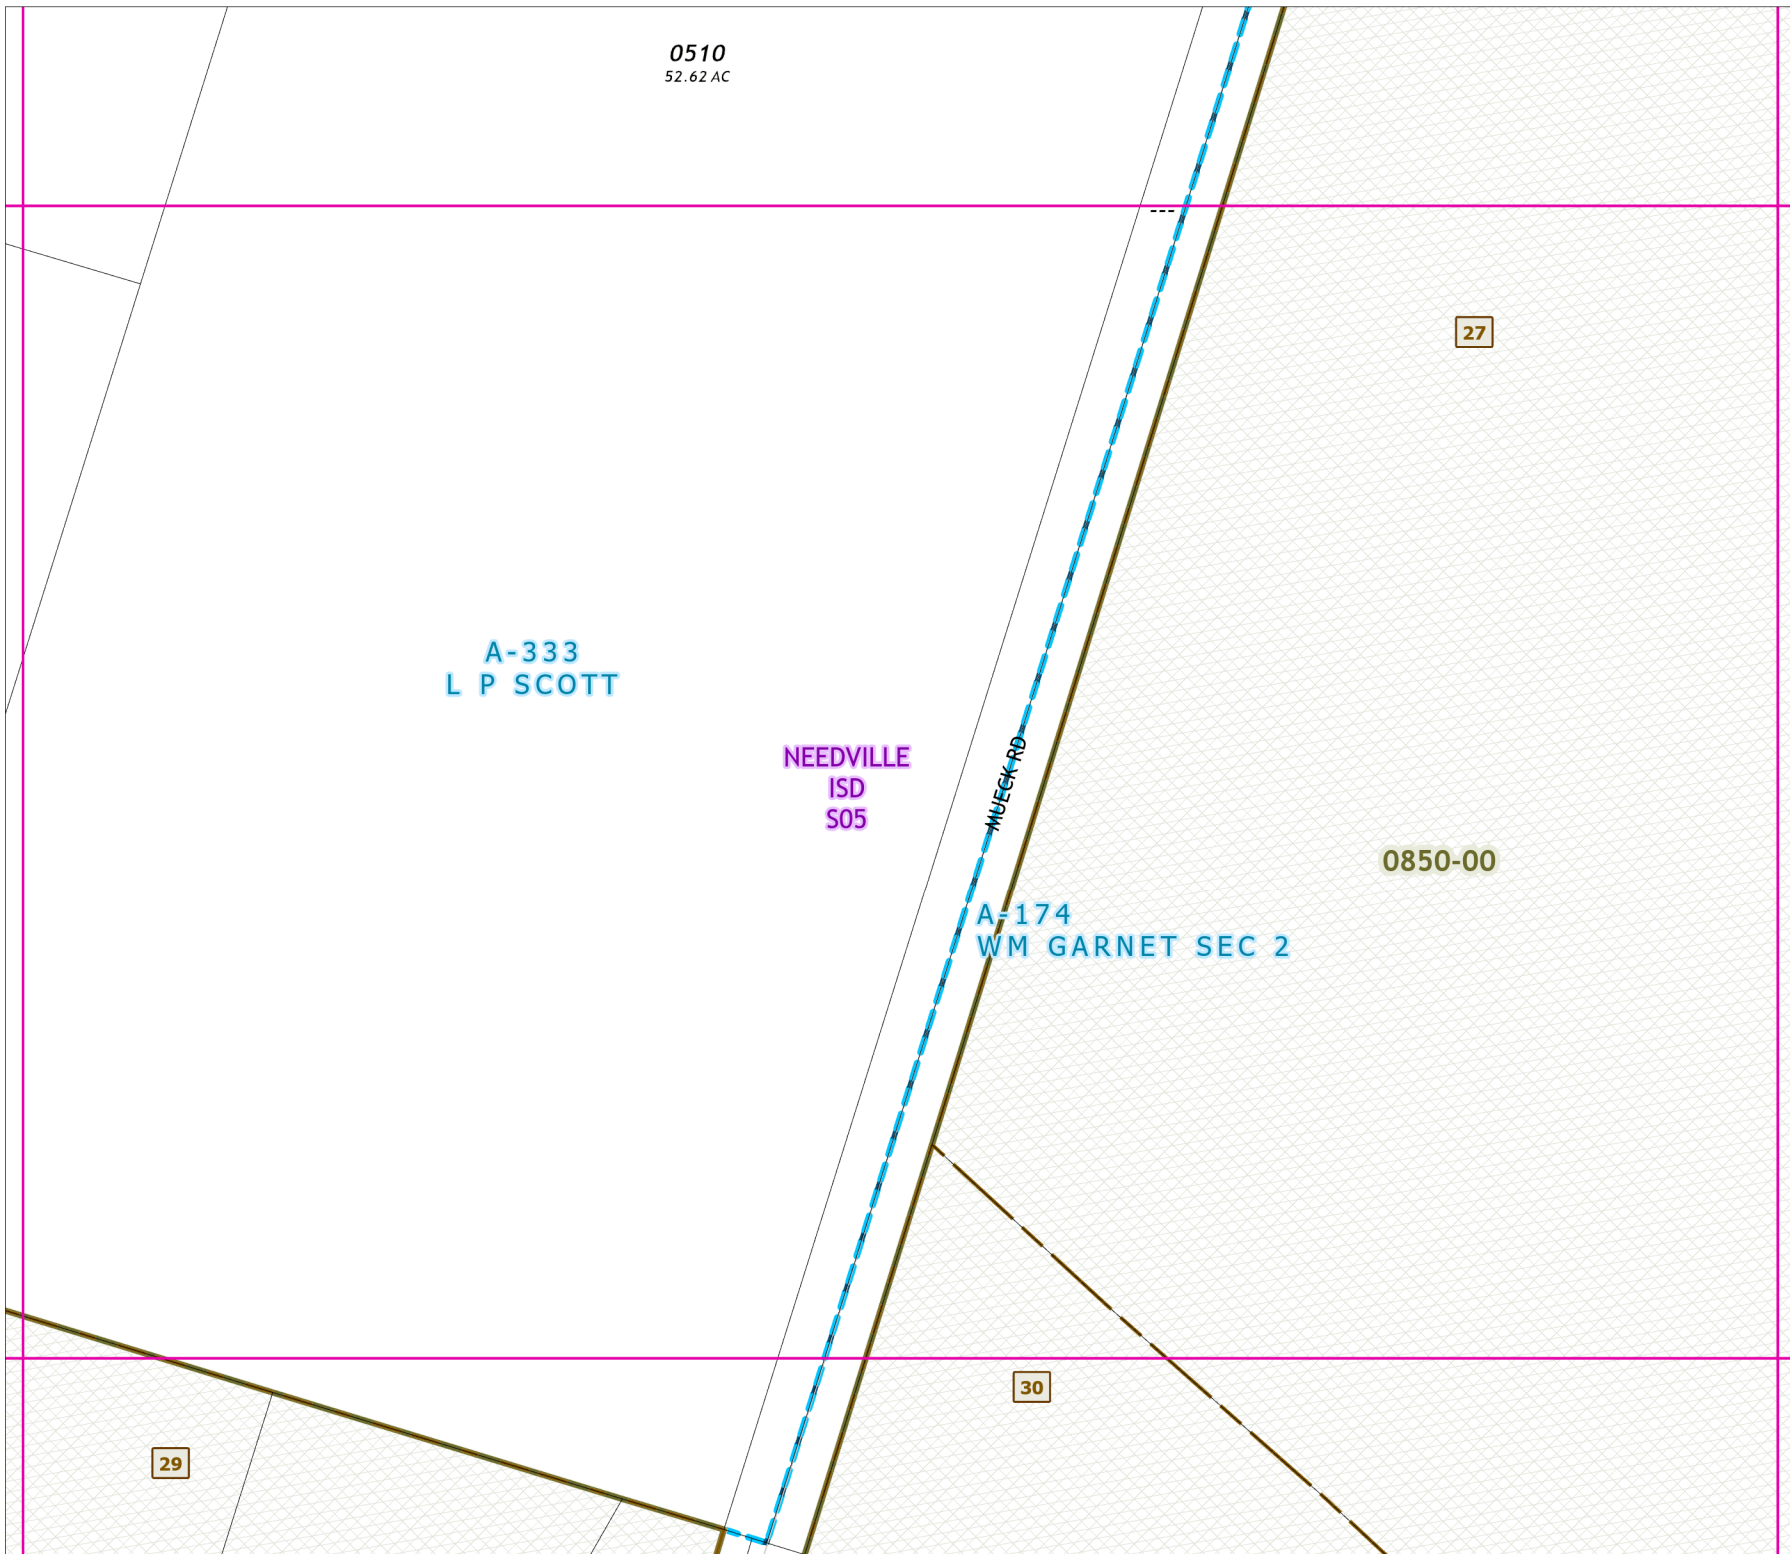 0510
52.62 AC
---
27
A-333
L P SCOTT
NEEDVILLE
ISD
S05
MUECK RD
0850-00
A-174
WM GARNET SEC 2
30
29